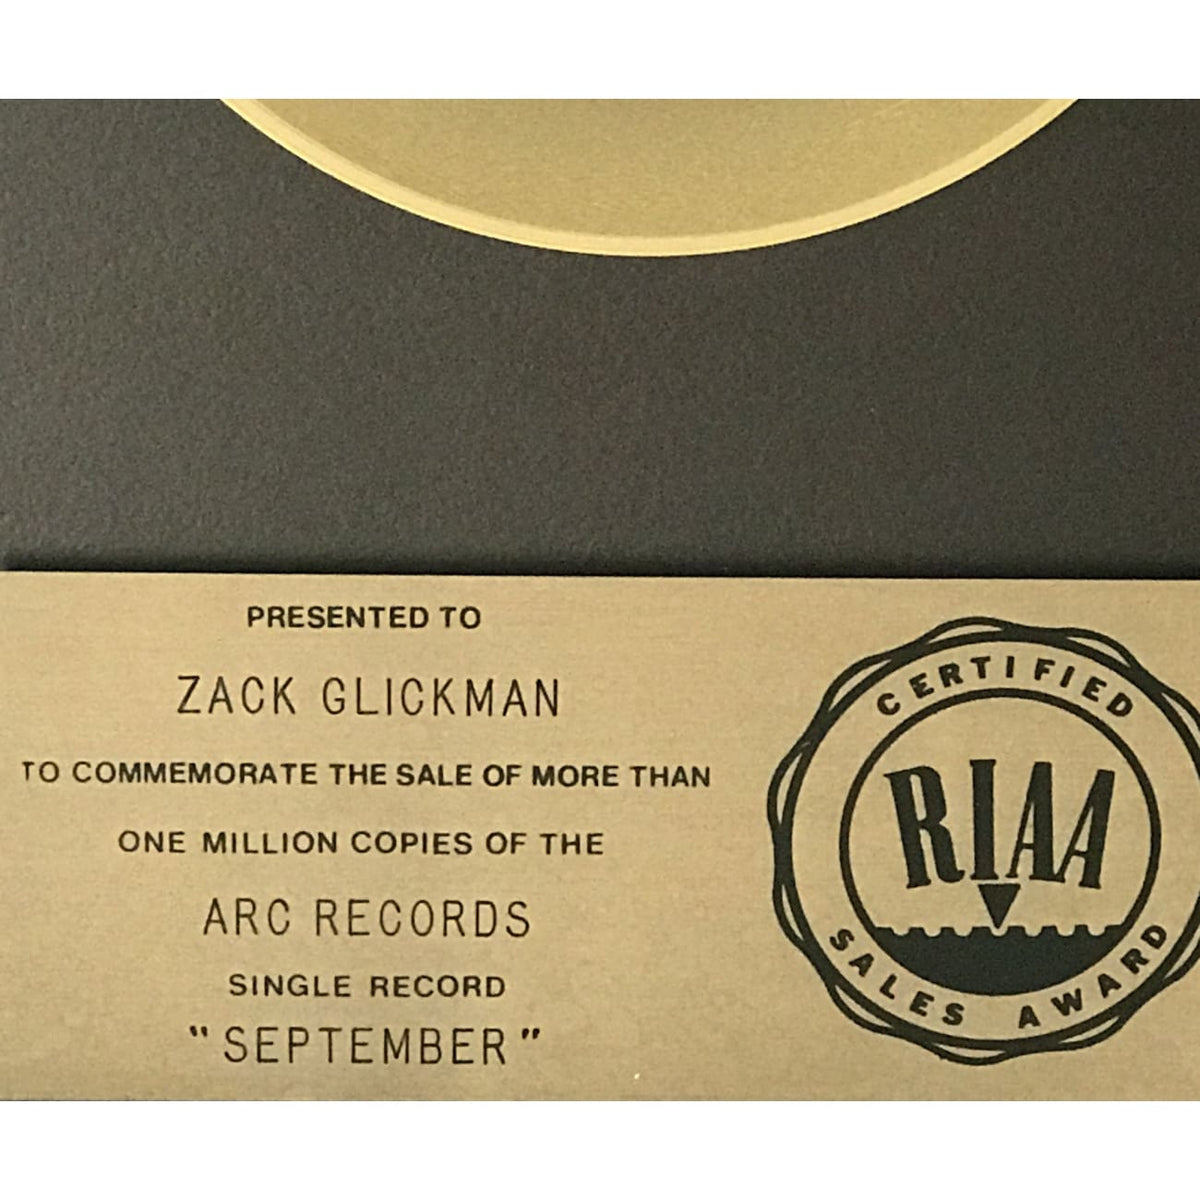 PRESENTED TO
ZACK GLICKMAN
TO COMMEMORATE THE SALE OF MORE THAN
ONE MILLION COPIES OF THE
ARC RECORDS
SINGLE RECORD
"SEPTEMBER"
CERTIFIED
RIAA
SALES AWARD